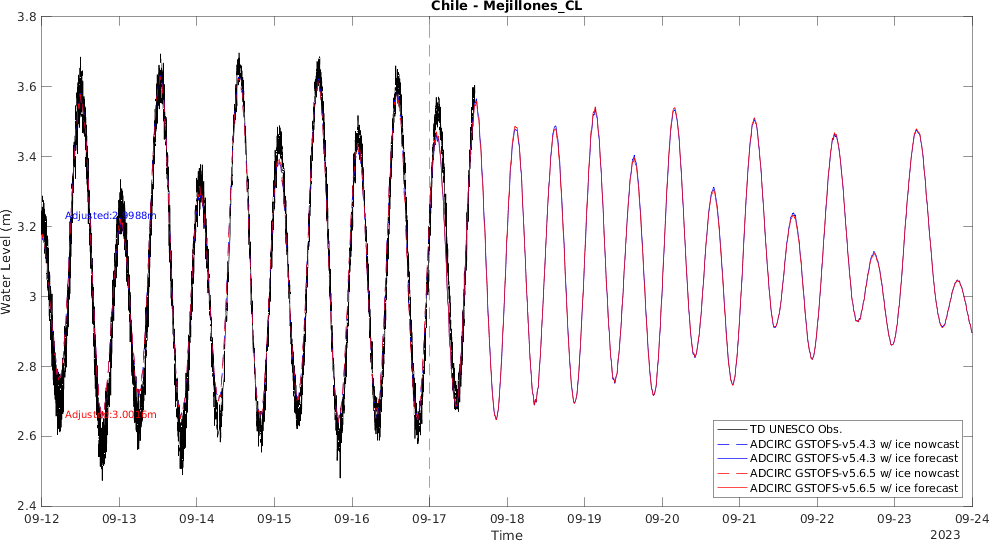 Chile - Mejillones_CL
Water Level (m)
3.8
3.6
3.4
3.2
3
2.8
2.6
2.4
Adjusted:2.9988m
TD UNESCO Obs.
ADCIRC GSTOFS-v5.4.3 w/ ice nowcast
ADCIRC GSTOFS-v5.4.3 w/ ice forecast
ADCIRC GSTOFS-v5.6.5 w/ ice nowcast
ADCIRC GSTOFS-v5.6.5 w/ ice forecast
09-12 09-13 09-14 09-15 09-16 09-17 09-18 09-19 09-20 09-21 09-22 09-23 09-24
Time
2023